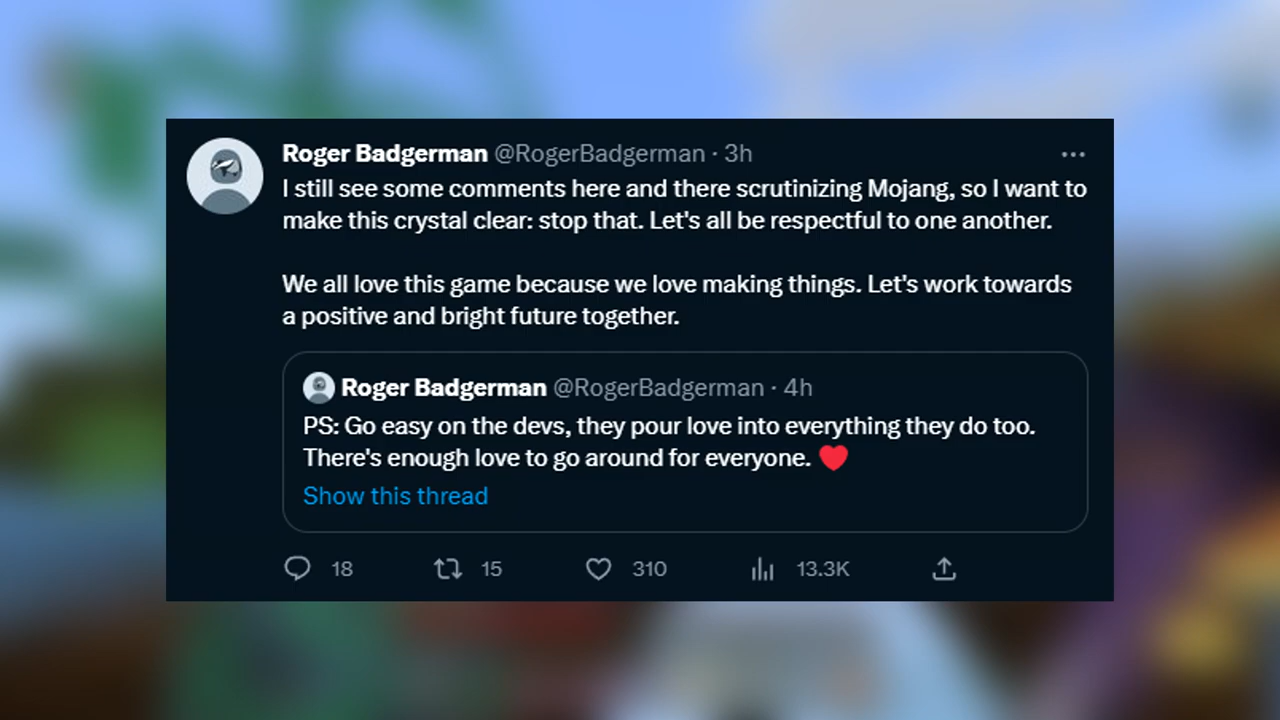 Roger Badgerman @RogerBadgerman · 3h
I still see some comments here and there scrutinizing Mojang, so I want to
make this crystal clear: stop that. Let's all be respectful to one another.
We all love this game because we love making things. Let's work towards
a positive and bright future together.
Roger Badgerman @RogerBadgerman · 4h
PS: Go easy on the devs, they pour love into everything they do too.
There's enough love to go around for everyone. ❤️
Show this thread
18 15 310 13.3K